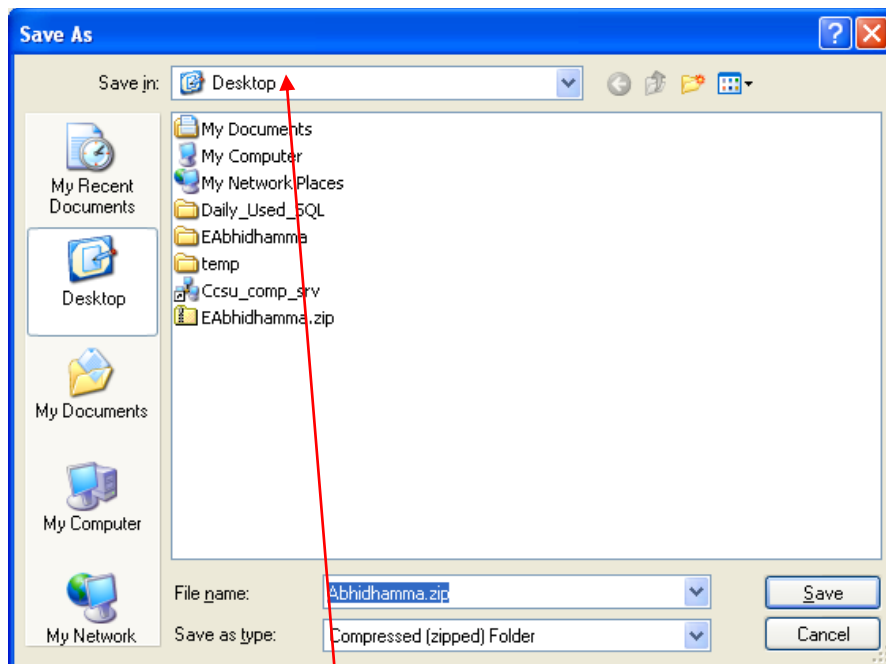 Save As
Save in: Desktop
My Recent
Documents
Desktop
My Documents
My Computer
My Network
My Documents
My Computer
My Network Places
Daily_Used_SQL
EAbhidhamma
temp
Ccsu_comp_srv
EAbhidhamma.zip
File name: Abhidhamma.zip Save
Save as type: Compressed (zipped) Folder Cancel